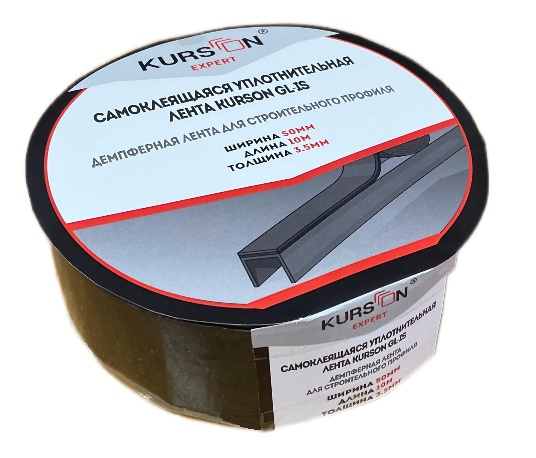 KURSON®
EXPERT
САМОКЛЕЯЩАЯСЯ УПЛОТНИТЕЛЬНАЯ
ЛЕНТА KURSON GL.IS
ДЕМПФЕРНАЯ ЛЕНТА ДЛЯ СТРОИТЕЛЬНОГО ПРОФИЛЯ
ШИРИНА 50ММ
ДЛИНА 10М
ТОЛЩИНА 3.5ММ
KURSON®
EXPERT
САМОКЛЕЯЩАЯСЯ УПЛОТНИТЕЛЬНАЯ
ЛЕНТА KURSON GL.IS
ДЕМПФЕРНАЯ ЛЕНТА
ДЛЯ СТРОИТЕЛЬНОГО ПРОФИЛЯ
ШИРИНА 50ММ
ДЛИНА 10М
ТОЛЩИНА 3.5ММ